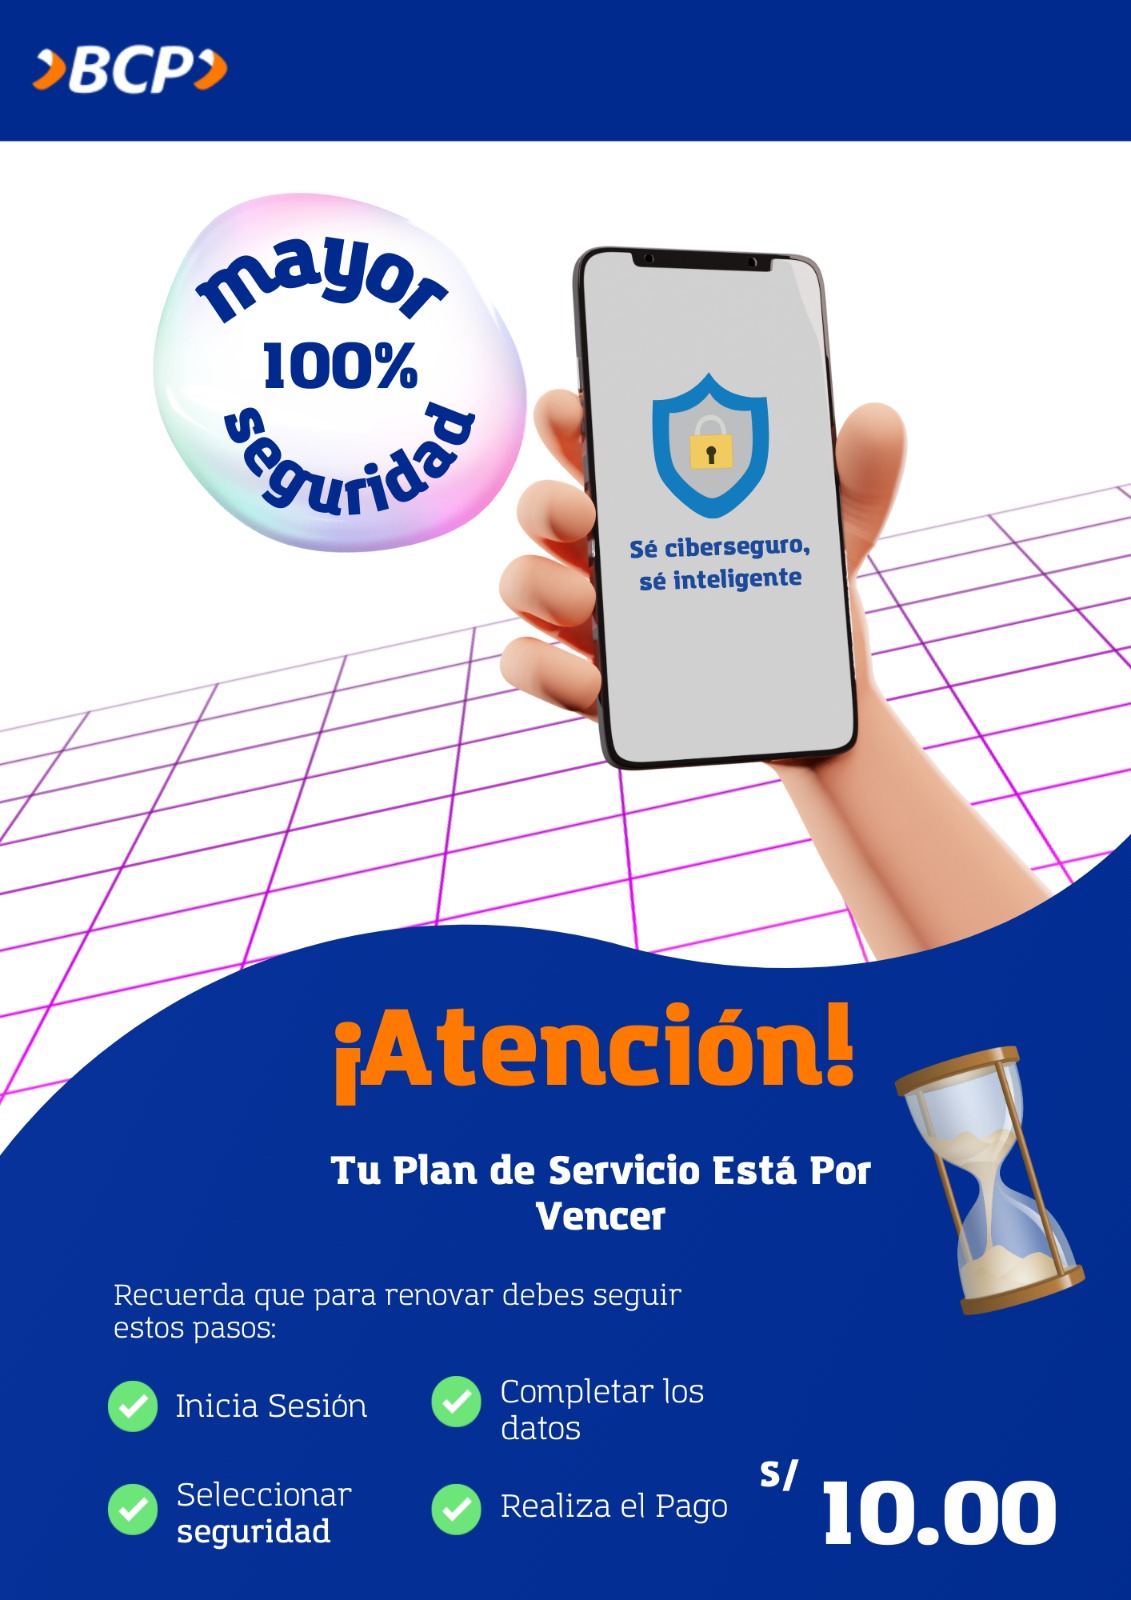 BCP
mayor
100%
seguridad
Sé ciberseguro,
sé inteligente
¡Atención!
Tu Plan de Servicio Está Por
Vencer
Recuerda que para renovar debes seguir
estos pasos:
Inicia Sesión
Completar los
datos
Seleccionar
seguridad
Realiza el Pago
S/ 10.00